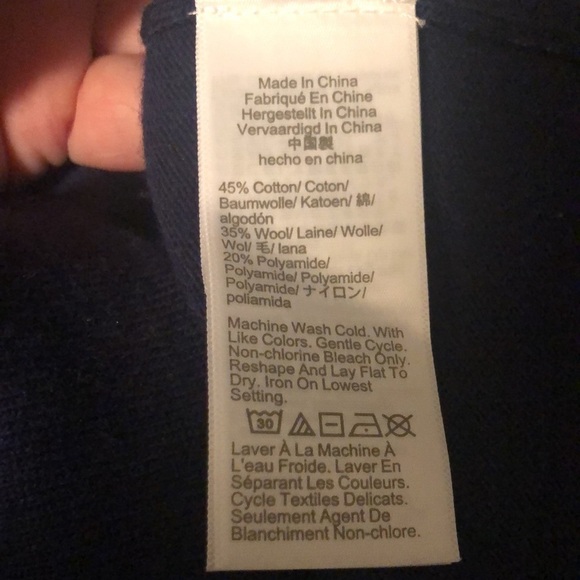 Made In China
Fabriqué En Chine
Hergestellt In China
Vervaardigd In China
中国製
hecho en china
45% Cotton/ Coton/
Baumwolle/ Katoen/ 綿/
algodón
35% Wool/ Laine/ Wolle/
Wol/ 毛/ lana
20% Polyamide/
Polyamide/ Polyamide/
Polyamide/ ナイロン/
poliamida
Machine Wash Cold. With
Like Colors. Gentle Cycle.
Non-chlorine Bleach Only.
Reshape And Lay Flat To
Dry. Iron On Lowest
Setting.
30
Laver À La Machine À
L'eau Froide. Laver En
Séparant Les Couleurs.
Cycle Textiles Delicats.
Seulement Agent De
Blanchiment Non-chlore.